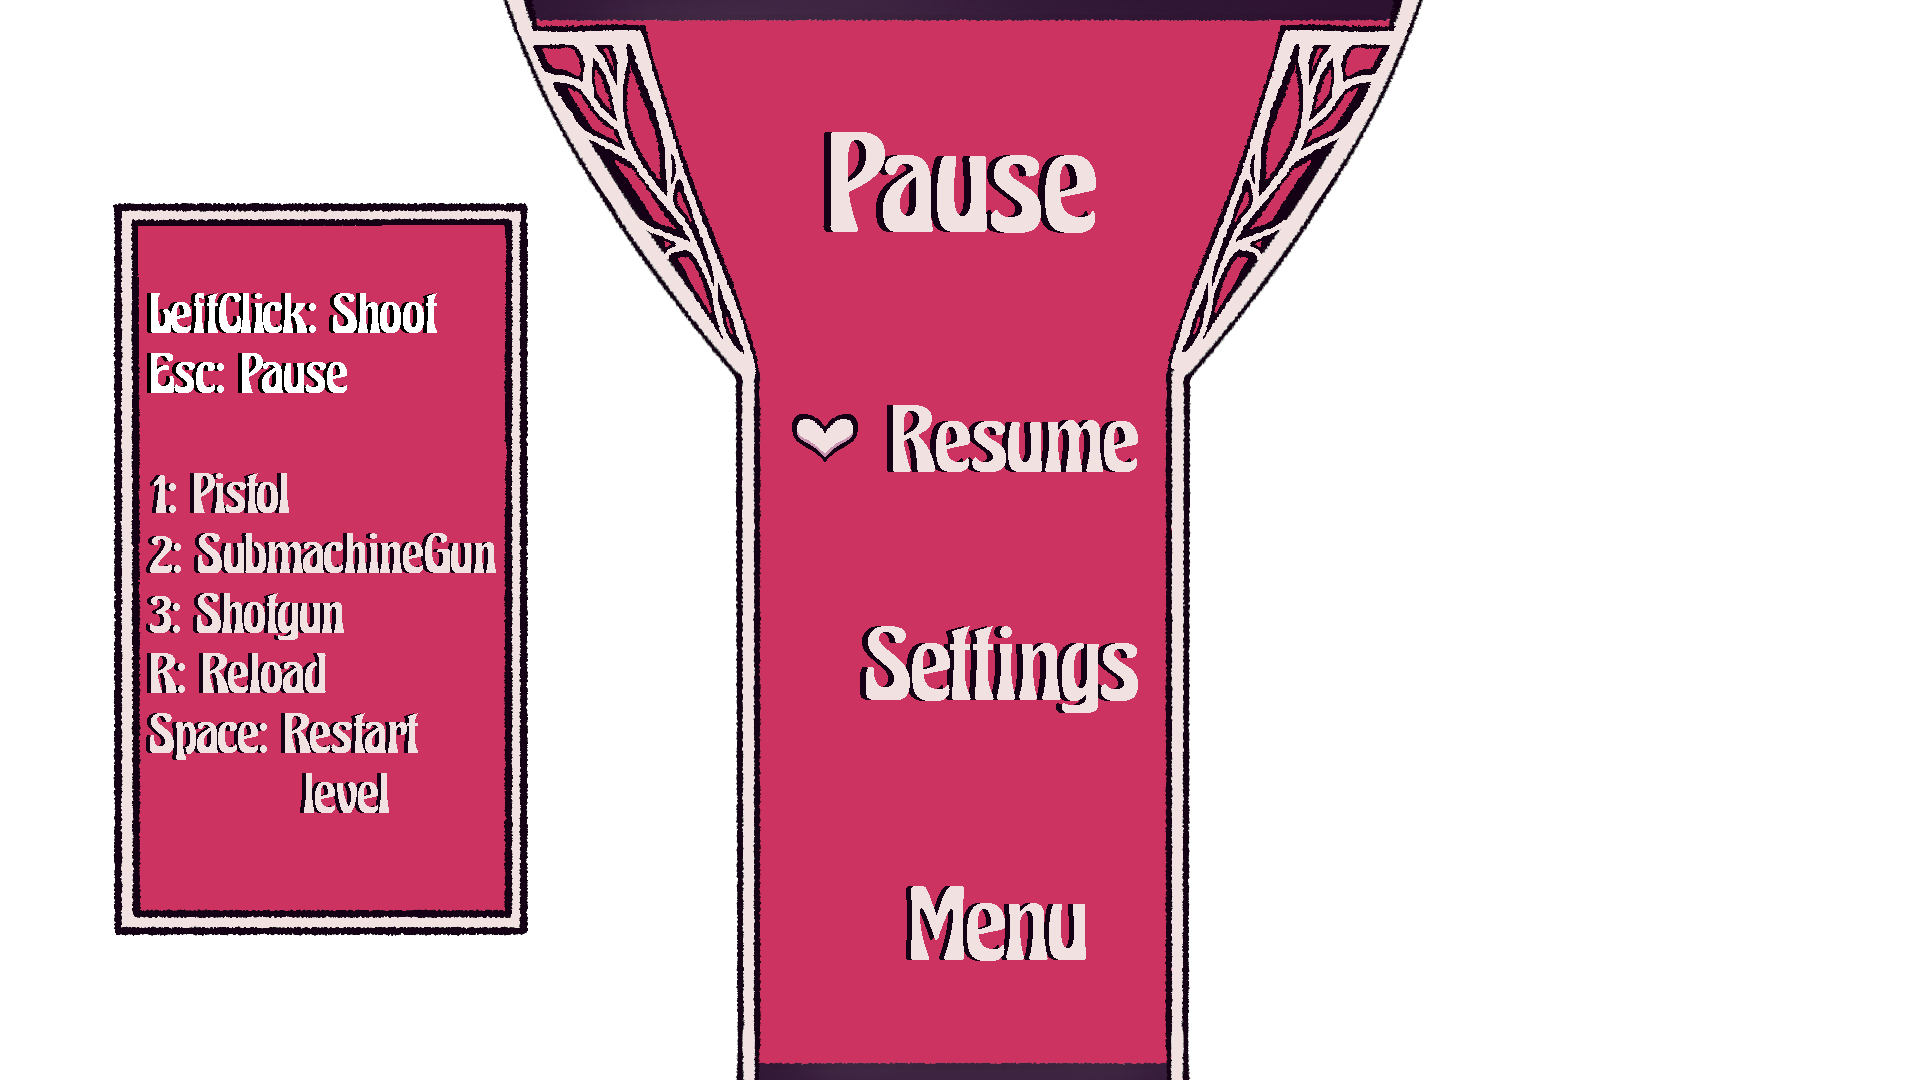 Pause
LeftClick: Shoot
Esc: Pause
1: Pistol
2: SubmachineGun
3: Shotgun
R: Reload
Space: Restart
level
Resume
Settings
Menu